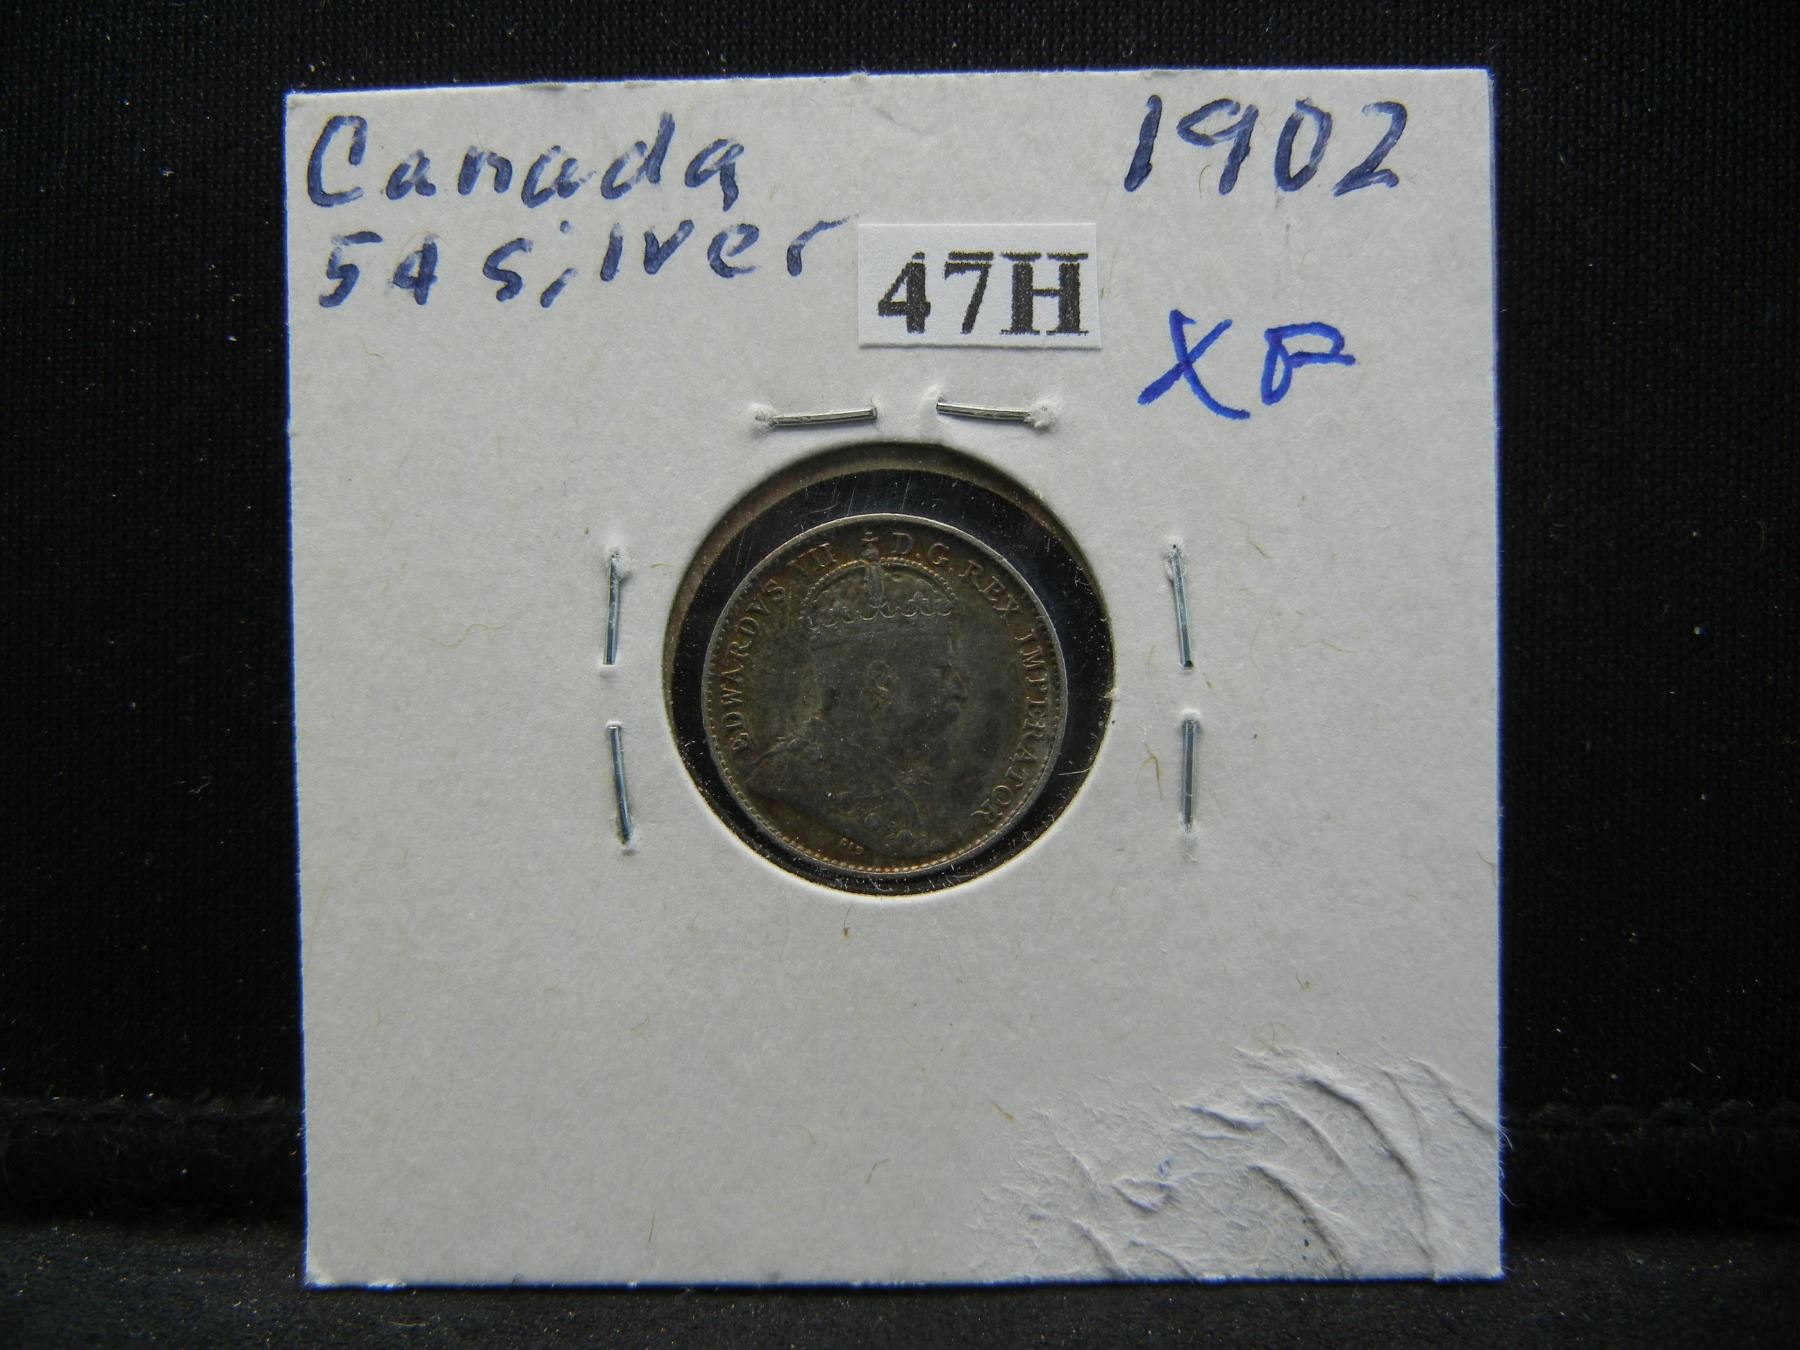 Canada 1902
5¢ silver
47H
XF
EDWARDVS VII D.G. REX IMPERATOR